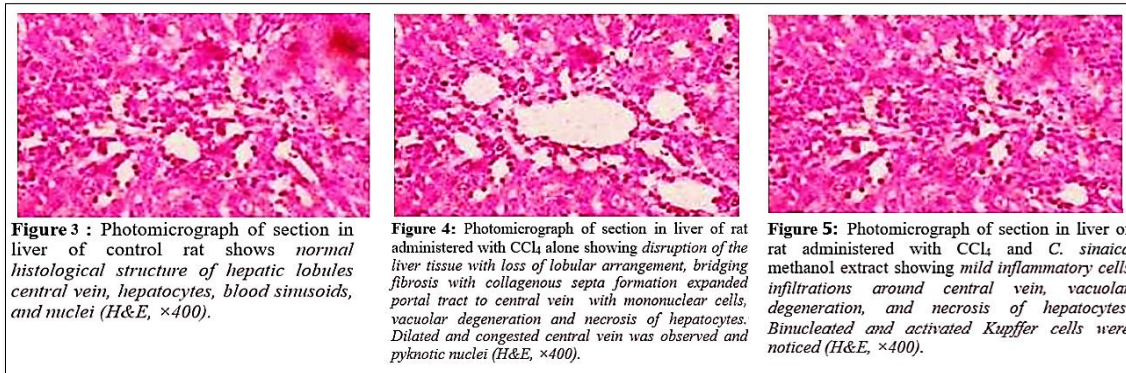 Figure 3 : Photomicrograph of section in
liver of control rat shows normal
histological structure of hepatic lobules
central vein, hepatocytes, blood sinusoids,
and nuclei (H&E, ×400).
Figure 4: Photomicrograph of section in liver of rat
administered with CCl₄ alone showing disruption of the
liver tissue with loss of lobular arrangement, bridging
fibrosis with collagenous septa formation expanded
portal tract to central vein with mononuclear cells,
vacuolar degeneration and necrosis of hepatocytes.
Dilated and congested central vein was observed and
pyknotic nuclei (H&E, ×400).
Figure 5: Photomicrograph of section in liver of
rat administered with CCl₄ and C. sinaica
methanol extract showing mild inflammatory cells
infiltrations around central vein, vacuolar
degeneration, and necrosis of hepatocytes
Binucleated and activated Kupffer cells were
noticed (H&E, ×400).